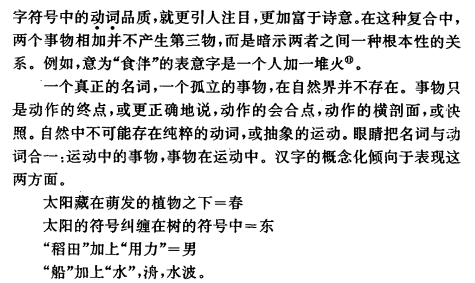 字符号中的动词品质，就更引人注目，更加富于诗意。在这种复合中，
两个事物相加并不产生第三物，而是暗示两者之间一种根本性的关
系。例如，意为“食伴”的表意字是一个人加一堆火⑪。
一个真正的名词，一个孤立的事物，在自然界并不存在。事物只
是动作的终点，或更正确地说，动作的会合点，动作的横剖面，或快
照。自然中不可能存在纯粹的动词，或抽象的运动。眼睛把名词与动
词合一：运动中的事物，事物在运动中。汉字的概念化倾向于表现这
两方面。
太阳藏在萌发的植物之下＝春
太阳的符号纠缠在树的符号中＝东
“稻田”加上“用力”＝男
“船”加上“水”，洀，水波。